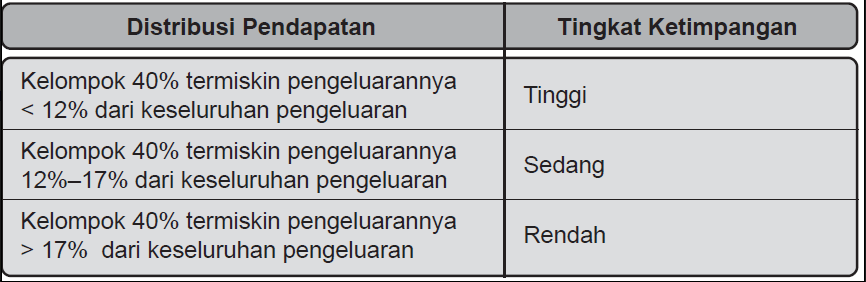 Distribusi Pendapatan
Tingkat Ketimpangan
Kelompok 40% termiskin pengeluarannya
< 12% dari keseluruhan pengeluaran
Tinggi
Kelompok 40% termiskin pengeluarannya
12%–17% dari keseluruhan pengeluaran
Sedang
Kelompok 40% termiskin pengeluarannya
> 17% dari keseluruhan pengeluaran
Rendah